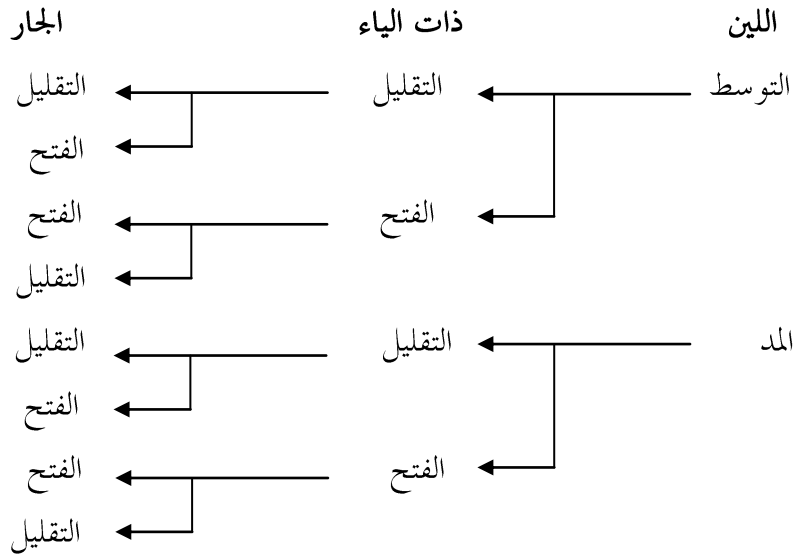 اللين ذات الياء الجار
التوسط التقليل التقليل
الفتح
الفتح الفتح
التقليل
المد التقليل التقليل
الفتح
الفتح الفتح
التقليل